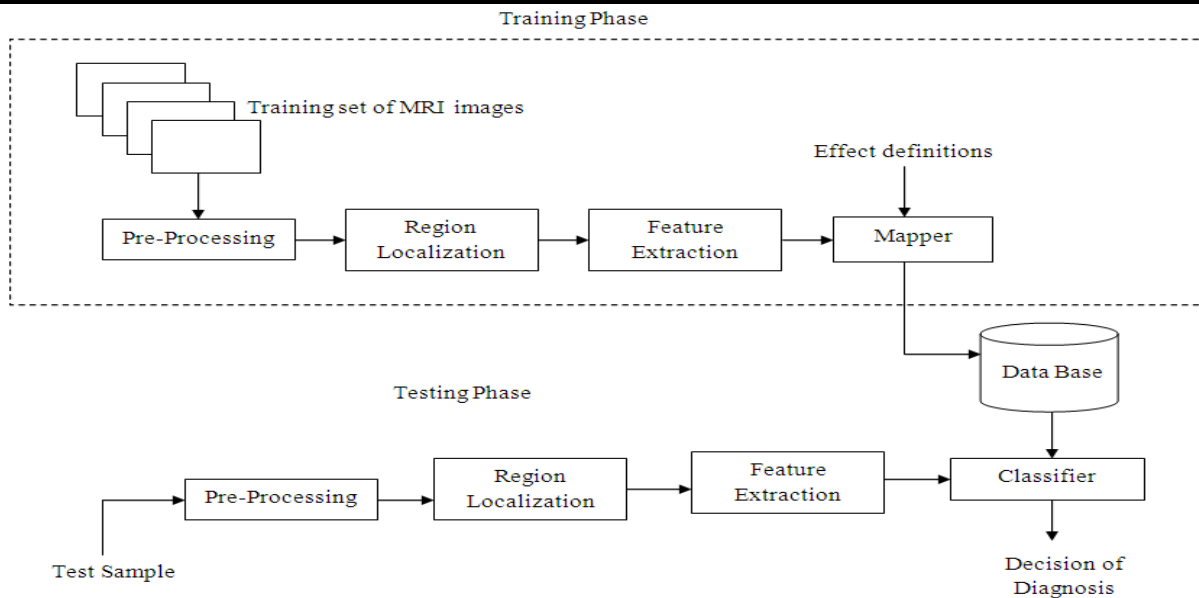 Training Phase
Training set of MRI images
Effect definitions
Pre-Processing
Region
Localization
Feature
Extraction
Mapper
Data Base
Testing Phase
Pre-Processing
Region
Localization
Feature
Extraction
Classifier
Test Sample
Decision of
Diagnosis